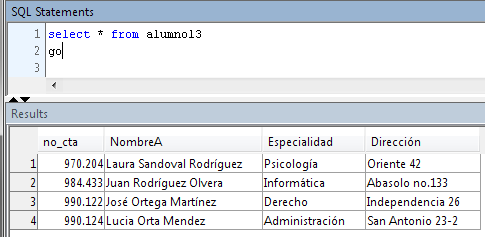 SQL Statements
1 select * from alumno13
2 go
3
Results
no_cta NombreA Especialidad Dirección
1 970.204 Laura Sandoval Rodríguez Psicología Oriente 42
2 984.433 Juan Rodríguez Olvera Informática Abasolo no.133
3 990.122 José Ortega Martínez Derecho Independencia 26
4 990.124 Lucia Orta Mendez Administración San Antonio 23-2